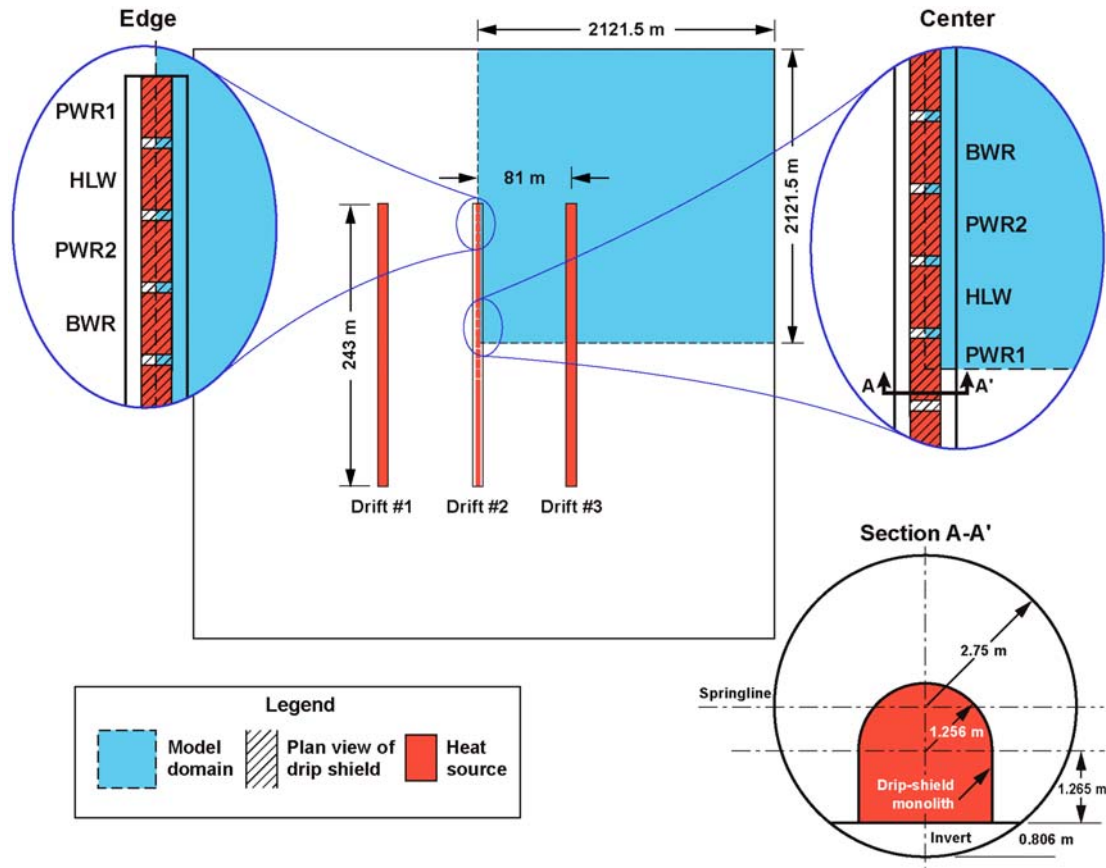 Edge
PWR1
HLW
PWR2
BWR
2121.5 m
81 m
2121.5 m
243 m
Drift #1
Drift #2
Drift #3
Center
BWR
PWR2
HLW
PWR1
A
A'
Legend
Model
domain
Plan view of
drip shield
Heat
source
Section A-A'
2.75 m
Springline
1.256 m
Drip-shield
monolith
1.265 m
Invert
0.806 m